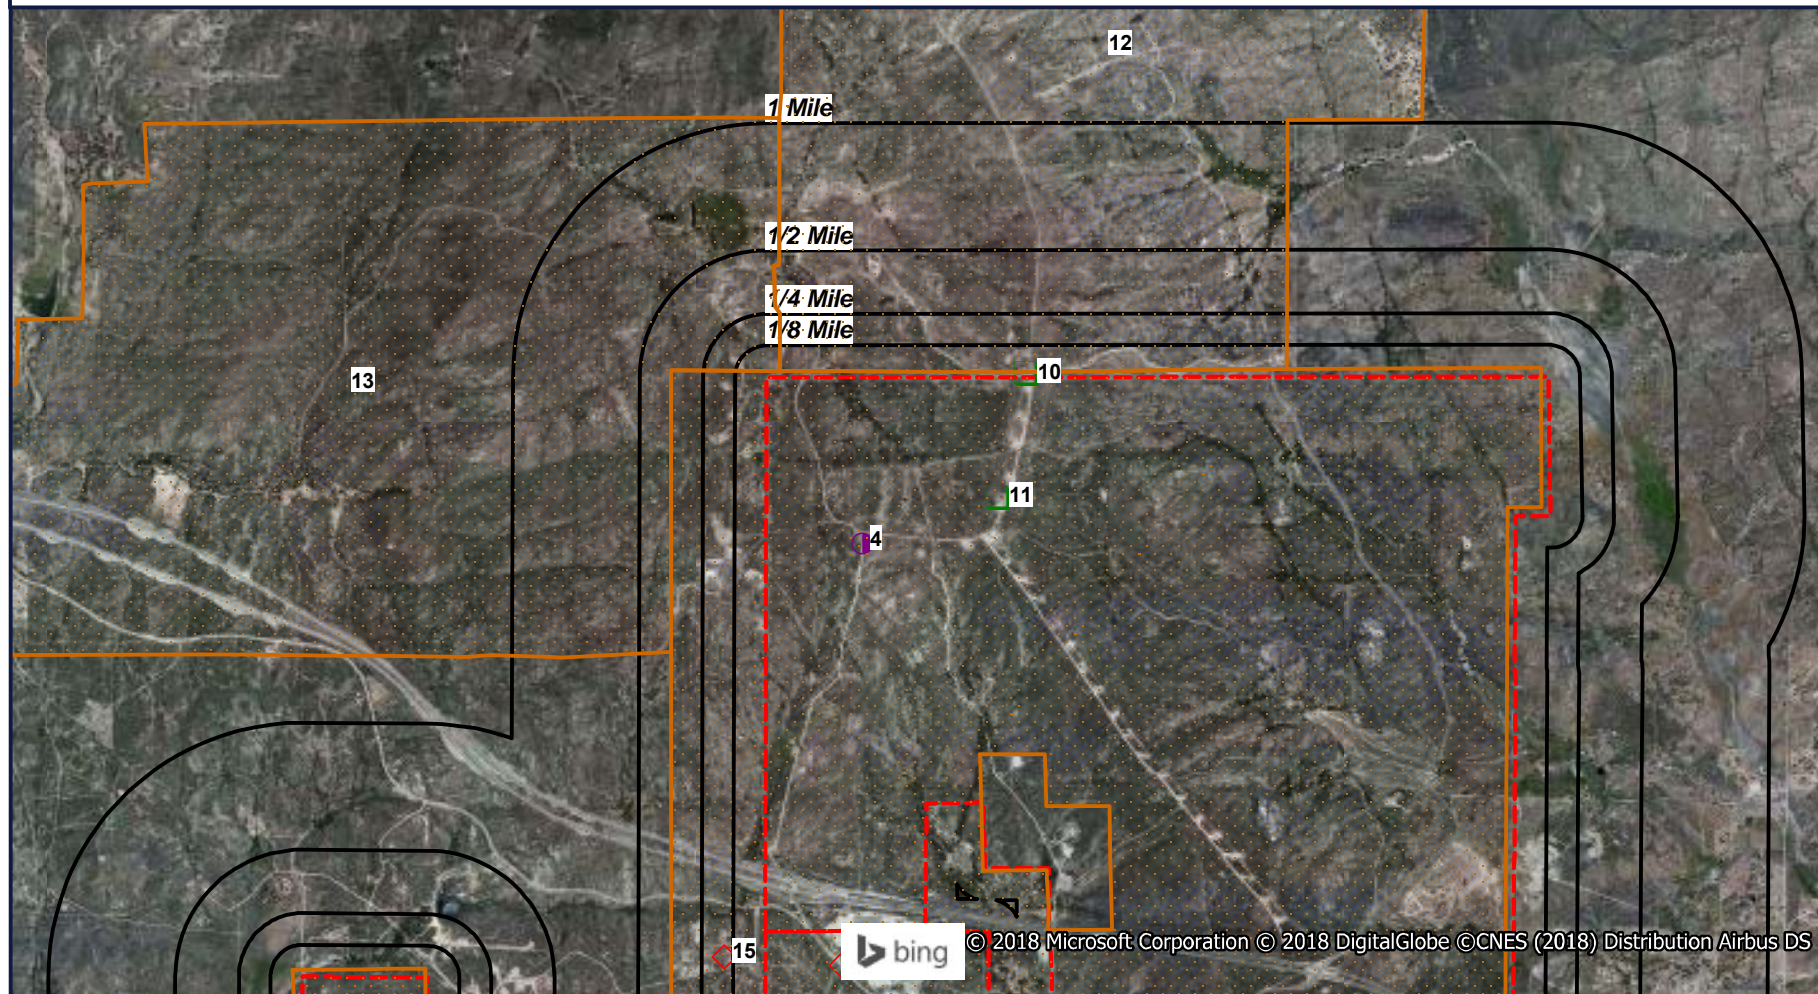 12
1 Mile
1/2 Mile
1/4 Mile
1/8 Mile
10
13
11
4
15
bing
© 2018 Microsoft Corporation © 2018 DigitalGlobe ©CNES (2018) Distribution Airbus DS